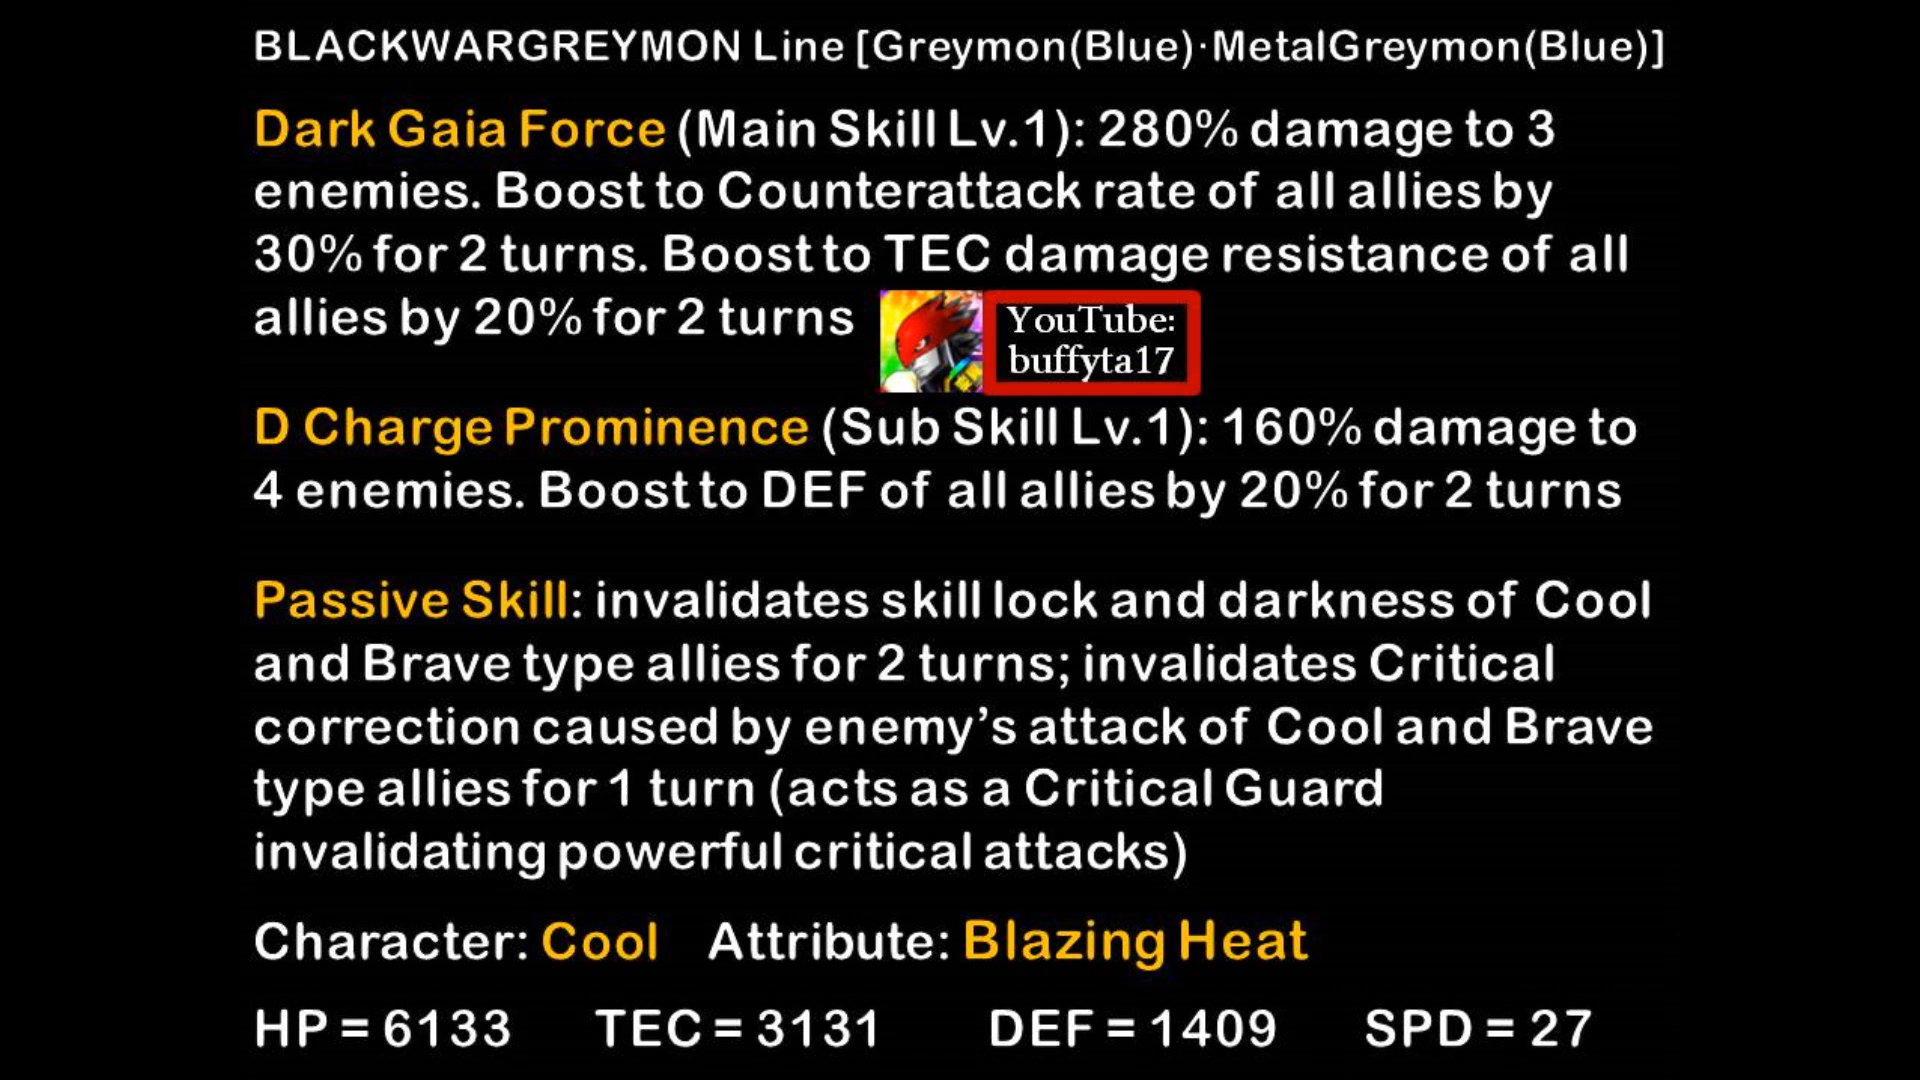 BLACKWARGREYMON Line [Greymon(Blue)·MetalGreymon(Blue)]
Dark Gaia Force (Main Skill Lv.1): 280% damage to 3
enemies. Boost to Counterattack rate of all allies by
30% for 2 turns. Boost to TEC damage resistance of all
allies by 20% for 2 turns
YouTube:
buffyta17
D Charge Prominence (Sub Skill Lv.1): 160% damage to
4 enemies. Boost to DEF of all allies by 20% for 2 turns
Passive Skill: invalidates skill lock and darkness of Cool
and Brave type allies for 2 turns; invalidates Critical
correction caused by enemy’s attack of Cool and Brave
type allies for 1 turn (acts as a Critical Guard
invalidating powerful critical attacks)
Character: Cool Attribute: Blazing Heat
HP = 6133 TEC = 3131 DEF = 1409 SPD = 27